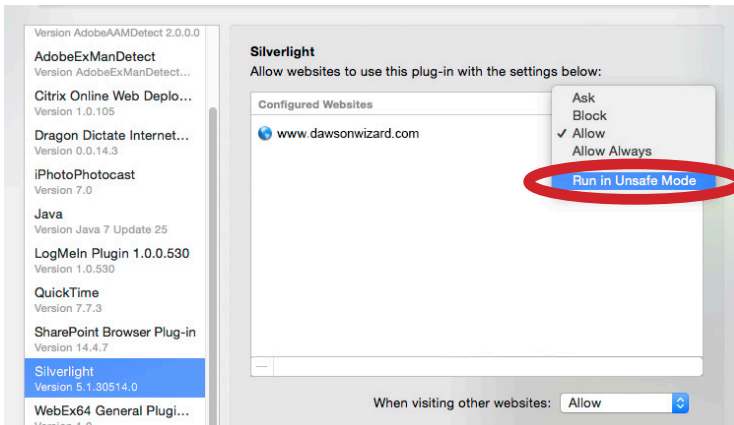 Version AdobeAAMDetect 2.0.0.0
AdobeExManDetect
Version AdobeExManDetect...
Citrix Online Web Deplo...
Version 1.0.105
Dragon Dictate Internet...
Version 0.0.14.3
iPhotoPhotocast
Version 7.0
Java
Version Java 7 Update 25
LogMeIn Plugin 1.0.0.530
Version 1.0.530
QuickTime
Version 7.7.3
SharePoint Browser Plug-in
Version 14.4.7
Silverlight
Version 5.1.30514.0
WebEx64 General Plugi...
Version 1.0
Silverlight
Allow websites to use this plug-in with the settings below:
Configured Websites
www.dawsonwizard.com
Ask
Block
✓ Allow
Allow Always
Run in Unsafe Mode
When visiting other websites: Allow